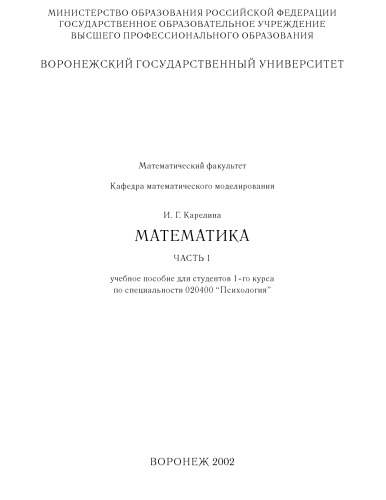 МИНИСТЕРСТВО ОБРАЗОВАНИЯ РОССИЙСКОЙ ФЕДЕРАЦИИ
ГОСУДАРСТВЕННОЕ ОБРАЗОВАТЕЛЬНОЕ УЧРЕЖДЕНИЕ
ВЫСШЕГО ПРОФЕССИОНАЛЬНОГО ОБРАЗОВАНИЯ
ВОРОНЕЖСКИЙ ГОСУДАРСТВЕННЫЙ УНИВЕРСИТЕТ
Математический факультет
Кафедра математического моделирования
И. Г. Карелина
МАТЕМАТИКА
ЧАСТЬ I
учебное пособие для студентов 1-го курса
по специальности 020400 “Психология”
ВОРОНЕЖ 2002